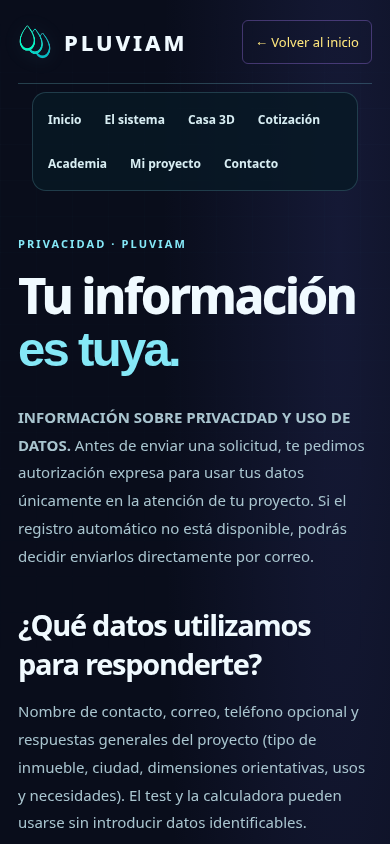 PLUVIAM
← Volver al inicio
Inicio El sistema Casa 3D Cotización
Academia Mi proyecto Contacto
PRIVACIDAD · PLUVIAM
Tu información
es tuya.
INFORMACIÓN SOBRE PRIVACIDAD Y USO DE
DATOS. Antes de enviar una solicitud, te pedimos
autorización expresa para usar tus datos
únicamente en la atención de tu proyecto. Si el
registro automático no está disponible, podrás
decidir enviarlos directamente por correo.
¿Qué datos utilizamos
para responderte?
Nombre de contacto, correo, teléfono opcional y
respuestas generales del proyecto (tipo de
inmueble, ciudad, dimensiones orientativas, usos
y necesidades). El test y la calculadora pueden
usarse sin introducir datos identificables.